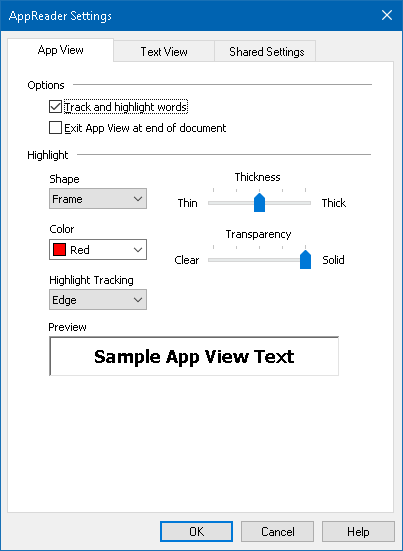 AppReader Settings
App View Text View Shared Settings
Options
Track and highlight words
Exit App View at end of document
Highlight
Shape
Frame
Thickness
Thin Thick
Color
Red
Transparency
Clear Solid
Highlight Tracking
Edge
Preview
Sample App View Text
OK Cancel Help